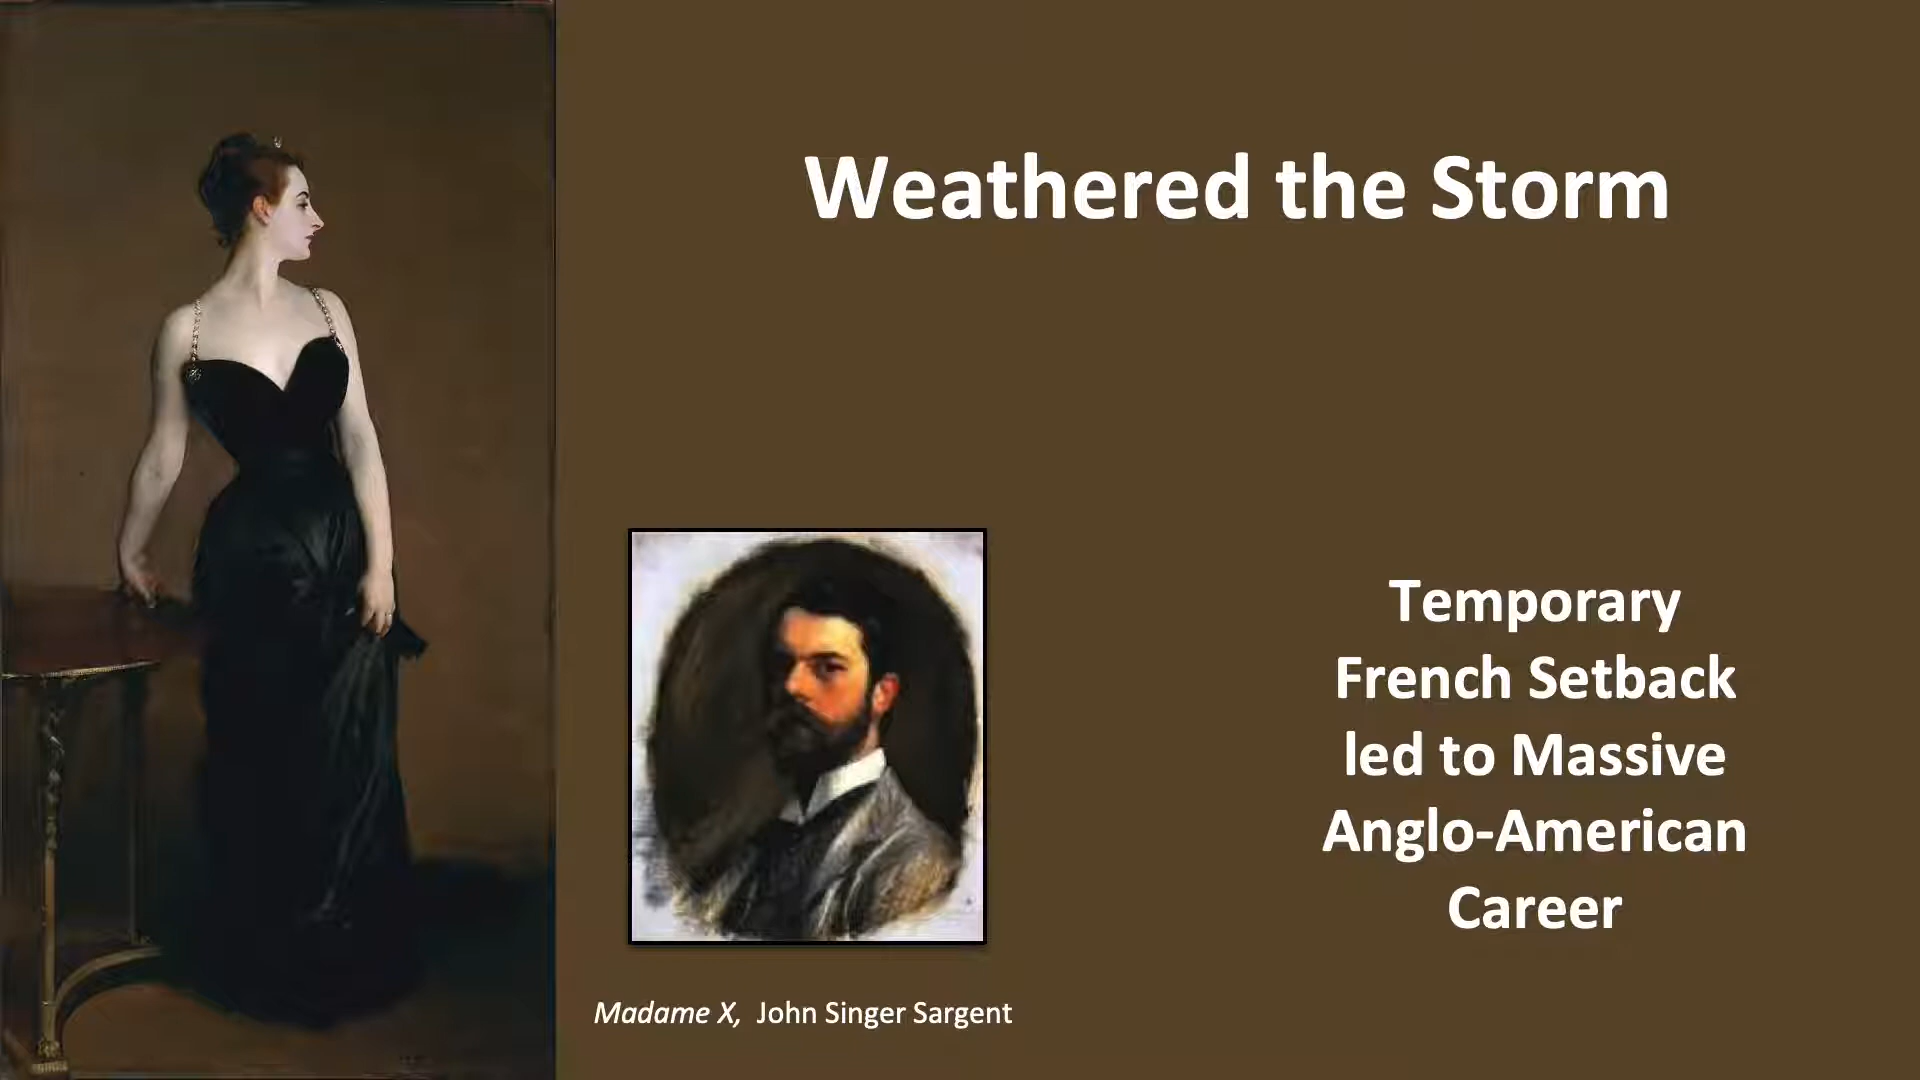 Weathered the Storm
Temporary
French Setback
led to Massive
Anglo-American
Career
Madame X, John Singer Sargent